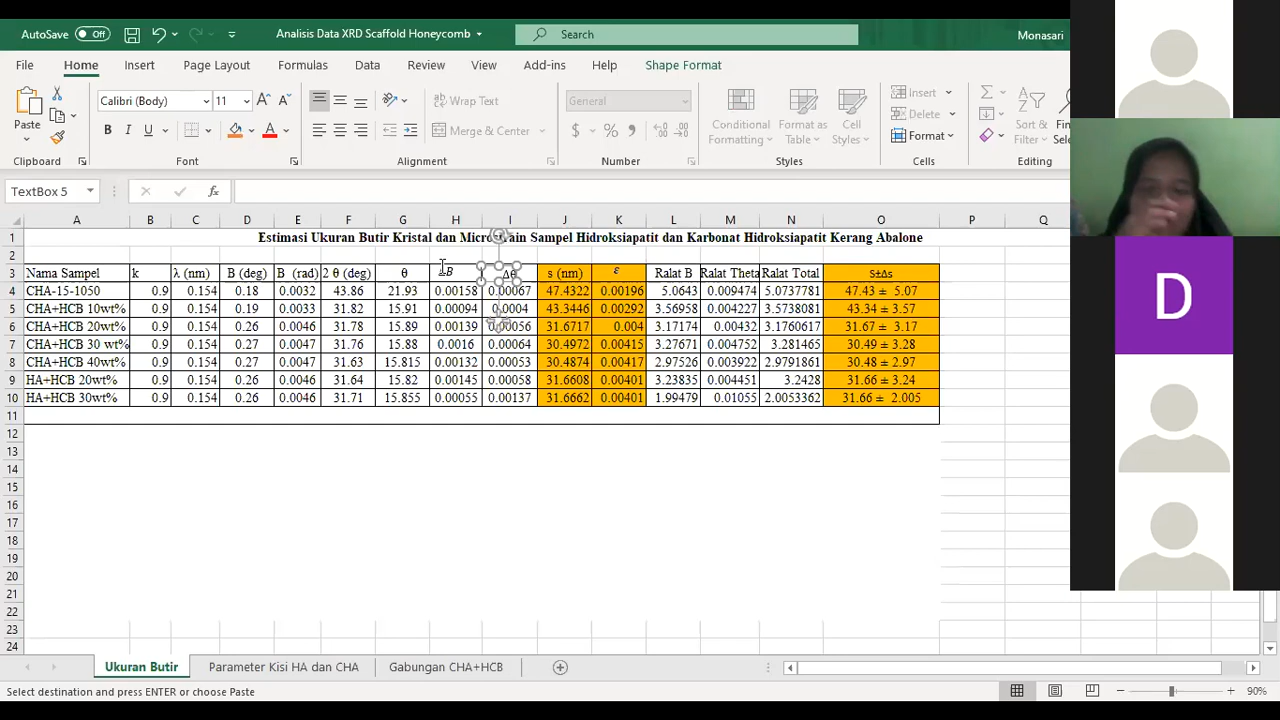 AutoSave Off Analisis Data XRD Scaffold Honeycomb Search Monasari
File Home Insert Page Layout Formulas Data Review View Add-ins Help Shape Format
Calibri (Body) 11 Wrap Text General Insert
Paste B I U A Merge & Center $ % Conditional Formatting Format as Table Cell Styles Delete Format Sort & Filter
Clipboard Font Alignment Number Styles Cells Editing
TextBox 5 fx
A B C D E F G H I J K L M N O P Q
1 Estimasi Ukuran Butir Kristal dan Sampel Hidroksiapatit dan Karbonat Hidroksiapatit Kerang Abalone
2
3 Nama Sampel k λ (nm) B (deg) B (rad) 2 θ (deg) θ B Δθ s (nm) ε Ralat B Ralat Theta Ralat Total S±Δs
4 CHA-15-1050 0.9 0.154 0.18 0.0032 43.86 21.93 0.00158 0.00067 47.4322 0.00196 5.0643 0.009474 5.0737781 47.43 ± 5.07
5 CHA+HCB 10wt% 0.9 0.154 0.19 0.0033 31.82 15.91 0.00094 0.0004 43.3446 0.00292 3.56958 0.004227 3.5738081 43.34 ± 3.57
6 CHA+HCB 20wt% 0.9 0.154 0.26 0.0046 31.78 15.89 0.00139 0.00056 31.6717 0.004 3.17174 0.00432 3.1760617 31.67 ± 3.17
7 CHA+HCB 30 wt% 0.9 0.154 0.27 0.0047 31.76 15.88 0.0016 0.00064 30.4972 0.00415 3.27671 0.004752 3.281465 30.49 ± 3.28
8 CHA+HCB 40wt% 0.9 0.154 0.27 0.0047 31.63 15.815 0.00132 0.00053 30.4874 0.00417 2.97526 0.003922 2.9791861 30.48 ± 2.97
9 HA+HCB 20wt% 0.9 0.154 0.26 0.0046 31.64 15.82 0.00145 0.00058 31.6608 0.00401 3.23835 0.004451 3.2428 31.66 ± 3.24
10 HA+HCB 30wt% 0.9 0.154 0.26 0.0046 31.71 15.855 0.00055 0.00137 31.6662 0.00401 1.99479 0.01055 2.0053362 31.66 ± 2.005
11
12
13
14
15
16
17
18
19
20
21
22
23
24
D
Ukuran Butir Parameter Kisi HA dan CHA Gabungan CHA+HCB
Select destination and press ENTER or choose Paste 90%